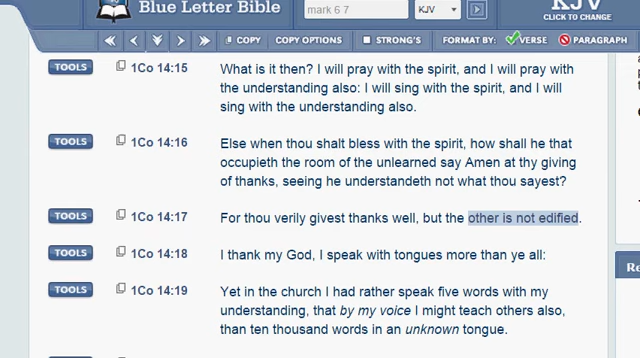 Blue Letter Bible
mark 6 7
KJV
KJV
CLICK TO CHANGE
COPY
COPY OPTIONS
STRONG'S
FORMAT BY:
VERSE
PARAGRAPH
TOOLS 1Co 14:15 What is it then? I will pray with the spirit, and I will pray with
the understanding also: I will sing with the spirit, and I will
sing with the understanding also.
TOOLS 1Co 14:16 Else when thou shalt bless with the spirit, how shall he that
occupieth the room of the unlearned say Amen at thy giving
of thanks, seeing he understandeth not what thou sayest?
TOOLS 1Co 14:17 For thou verily givest thanks well, but the other is not edified.
TOOLS 1Co 14:18 I thank my God, I speak with tongues more than ye all:
TOOLS 1Co 14:19 Yet in the church I had rather speak five words with my
understanding, that by my voice I might teach others also,
than ten thousand words in an unknown tongue.